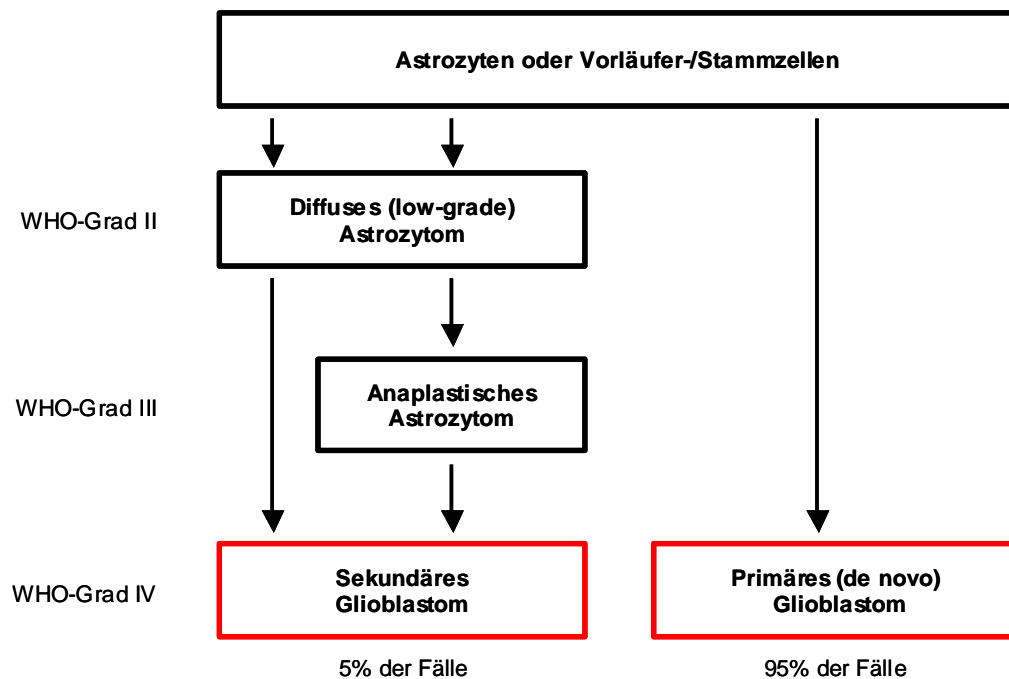 Astrozyten oder Vorläufer-/Stammzellen
WHO-Grad II
Diffuses (low-grade)
Astrozytom
WHO-Grad III
Anaplastisches
Astrozytom
WHO-Grad IV
Sekundäres
Glioblastom
Primäres (de novo)
Glioblastom
5% der Fälle
95% der Fälle